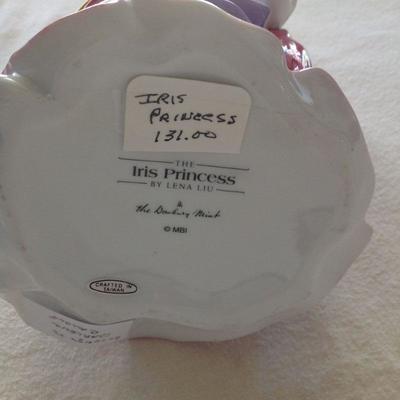 IRIS
PRINCESS
131.00
THE
Iris Princess
BY LENA LIU
the Danbury Mint
© MBI
CRAFTED IN
TAIWAN